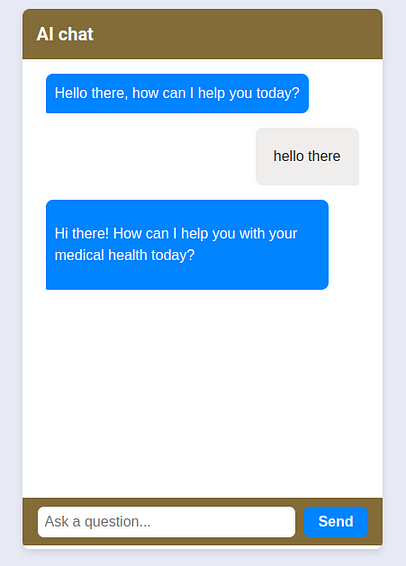 AI chat
Hello there, how can I help you today?
hello there
Hi there! How can I help you with your
medical health today?
Ask a question...
Send